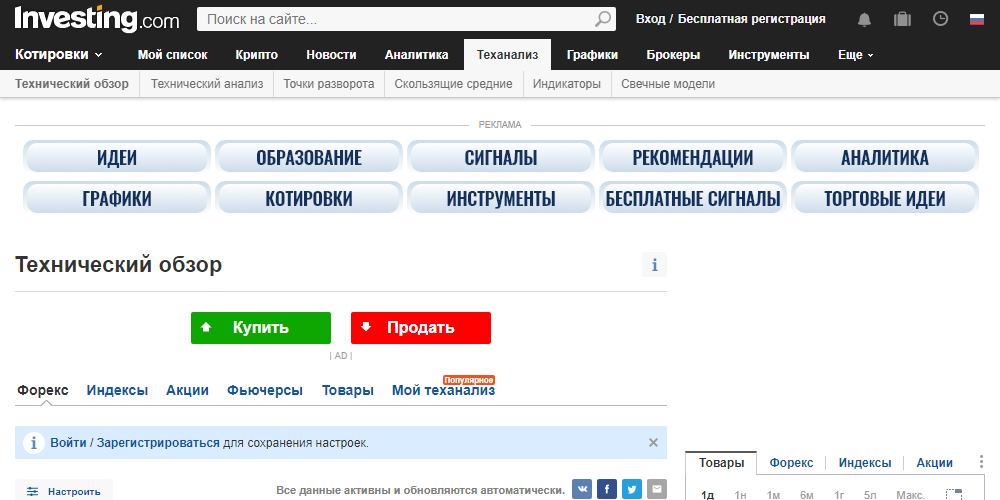 Investing.com Поиск на сайте... Вход / Бесплатная регистрация
Котировки Мой список Крипто Новости Аналитика Теханализ Графики Брокеры Инструменты Еще
Технический обзор Технический анализ Точки разворота Скользящие средние Индикаторы Свечные модели
РЕКЛАМА
ИДЕИ ОБРАЗОВАНИЕ СИГНАЛЫ РЕКОМЕНДАЦИИ АНАЛИТИКА
ГРАФИКИ КОТИРОВКИ ИНСТРУМЕНТЫ БЕСПЛАТНЫЕ СИГНАЛЫ ТОРГОВЫЕ ИДЕИ
Технический обзор
Купить Продать
| AD |
Популярное
Форекс Индексы Акции Фьючерсы Товары Мой теханализ
Войти / Зарегистрироваться для сохранения настроек.
Товары Форекс Индексы Акции
Настроить Все данные активны и обновляются автоматически.
1д 1н 1м 6м 1г 5л Макс.